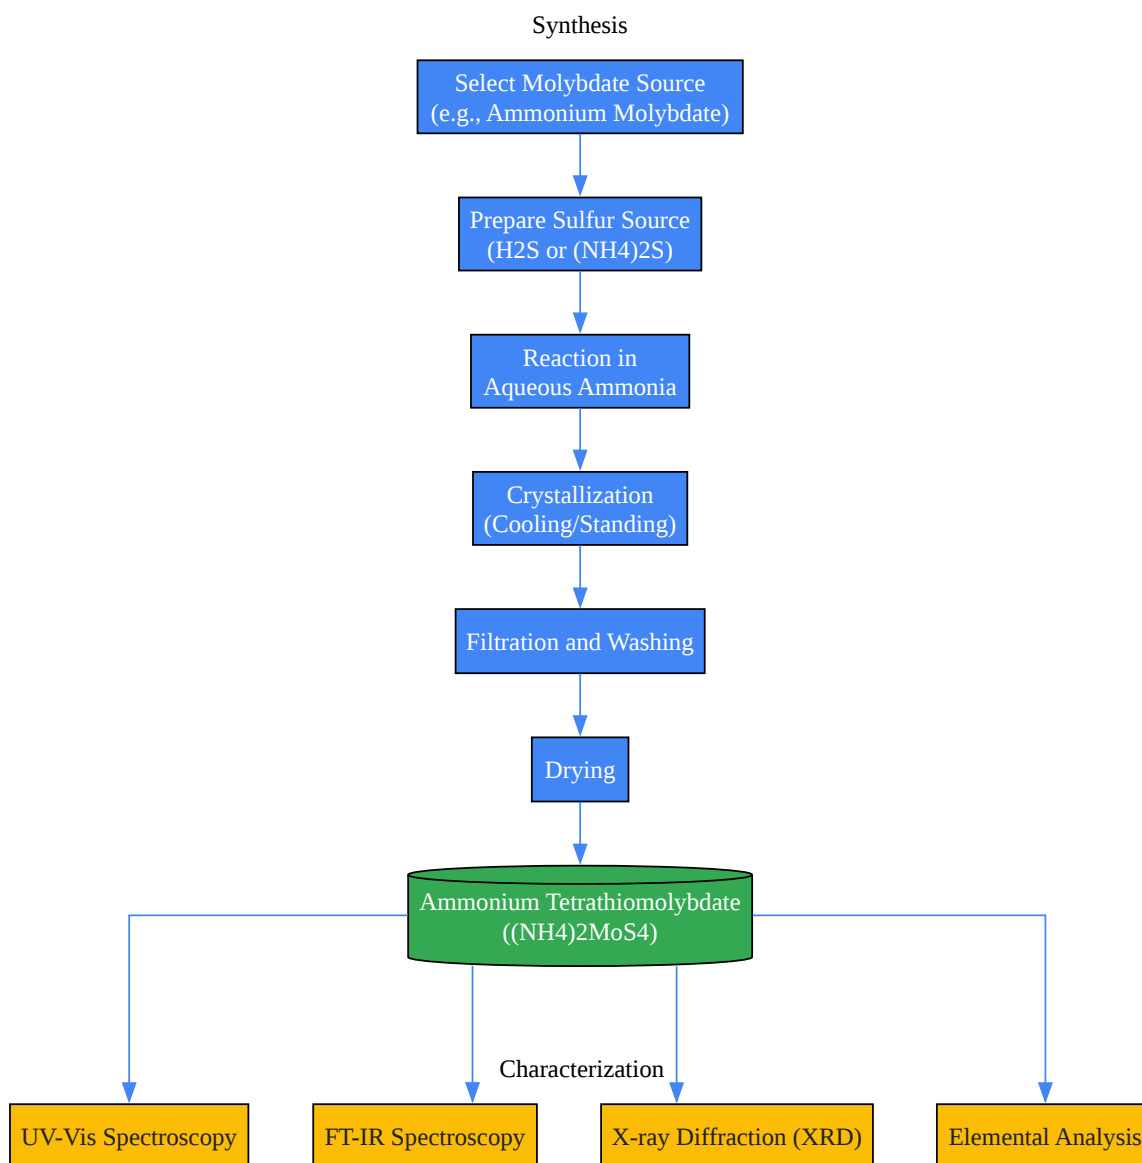 Synthesis
Select Molybdate Source
(e.g., Ammonium Molybdate)
Prepare Sulfur Source
(H2S or (NH4)2S)
Reaction in
Aqueous Ammonia
Crystallization
(Cooling/Standing)
Filtration and Washing
Drying
Ammonium Tetrathiomolybdate
((NH4)2MoS4)
Characterization
UV-Vis Spectroscopy
FT-IR Spectroscopy
X-ray Diffraction (XRD)
Elemental Analysis